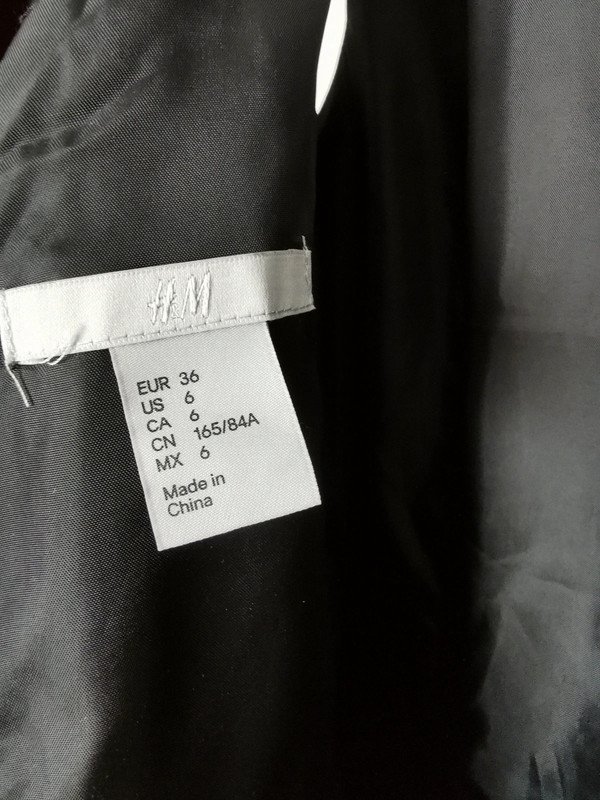 H&M
EUR 36
US 6
CA 6
CN 165/84A
MX 6
Made in
China